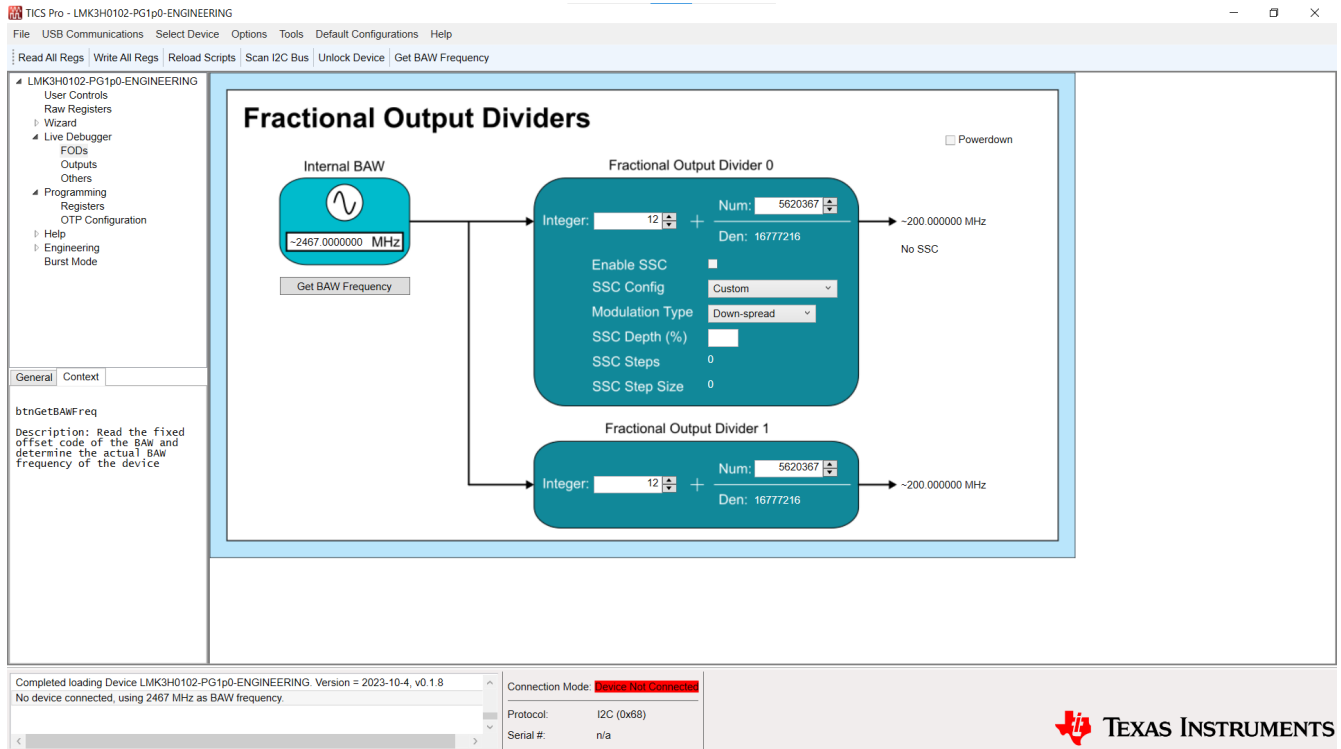 TICS Pro - LMK3H0102-PG1p0-ENGINEERING
File USB Communications Select Device Options Tools Default Configurations Help
Read All Regs Write All Regs Reload Scripts Scan I2C Bus Unlock Device Get BAW Frequency
LMK3H0102-PG1p0-ENGINEERING
User Controls
Raw Registers
Wizard
Live Debugger
FODs
Outputs
Others
Programming
Registers
OTP Configuration
Help
Engineering
Burst Mode
General Context
btnGetBAWFreq
Description: Read the fixed
offset code of the BAW and
determine the actual BAW
frequency of the device
Fractional Output Dividers
Powerdown
Internal BAW
~2467.0000000 MHz
Get BAW Frequency
Fractional Output Divider 0
Integer: 12 + Num: 5620367
Den: 16777216
~200.000000 MHz
No SSC
Enable SSC
SSC Config Custom
Modulation Type Down-spread
SSC Depth (%)
SSC Steps 0
SSC Step Size 0
Fractional Output Divider 1
Integer: 12 + Num: 5620367
Den: 16777216
~200.000000 MHz
Completed loading Device LMK3H0102-PG1p0-ENGINEERING. Version = 2023-10-4, v0.1.8
No device connected, using 2467 MHz as BAW frequency.
Connection Mode: Device Not Connected
Protocol: I2C (0x68)
Serial #: n/a
TEXAS INSTRUMENTS